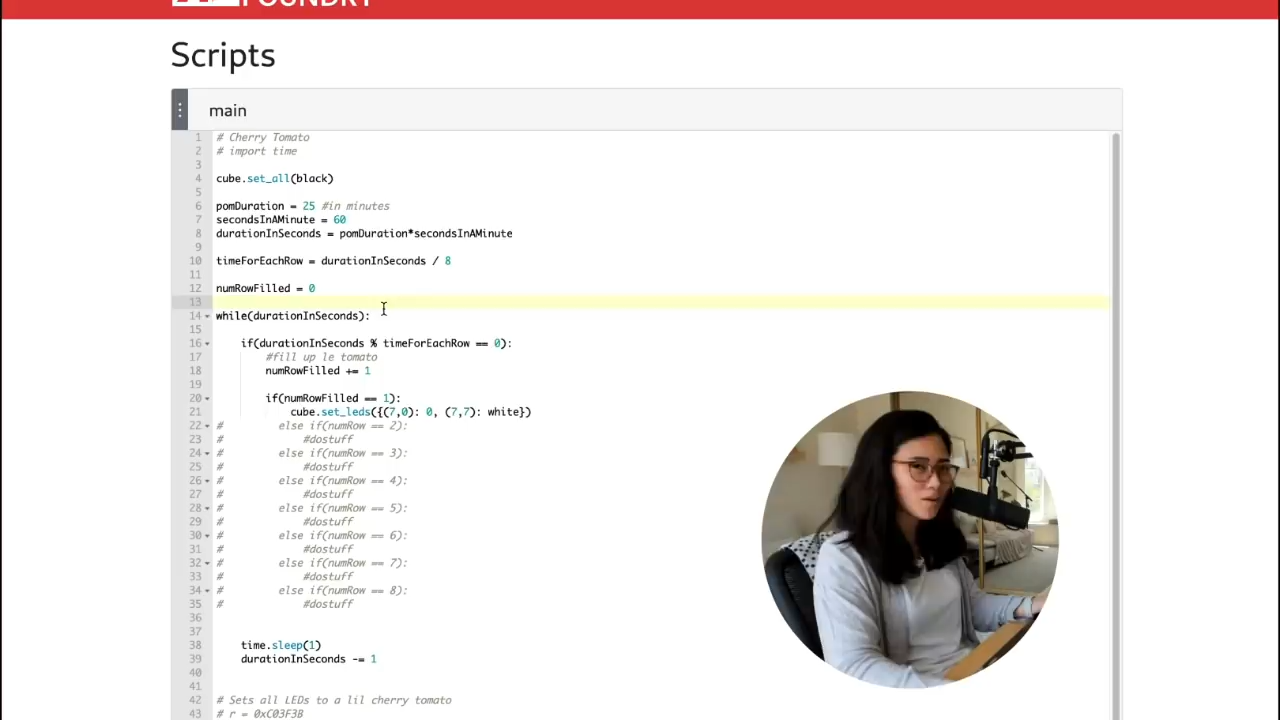 FOUNDRY
Scripts
main
1 # Cherry Tomato
2 # import time
3
4 cube.set_all(black)
5
6 pomDuration = 25 #in minutes
7 secondsInAMinute = 60
8 durationInSeconds = pomDuration*secondsInAMinute
9
10 timeForEachRow = durationInSeconds / 8
11
12 numRowFilled = 0
13
14 while(durationInSeconds):
15
16 if(durationInSeconds % timeForEachRow == 0):
17 #fill up le tomato
18 numRowFilled += 1
19
20 if(numRowFilled == 1):
21 cube.set_leds({(7,0): 0, (7,7): white})
22 # else if(numRow == 2):
23 # #dostuff
24 # else if(numRow == 3):
25 # #dostuff
26 # else if(numRow == 4):
27 # #dostuff
28 # else if(numRow == 5):
29 # #dostuff
30 # else if(numRow == 6):
31 # #dostuff
32 # else if(numRow == 7):
33 # #dostuff
34 # else if(numRow == 8):
35 # #dostuff
36
37
38 time.sleep(1)
39 durationInSeconds -= 1
40
41
42 # Sets all LEDs to a lil cherry tomato
43 # r = 0xC03F38